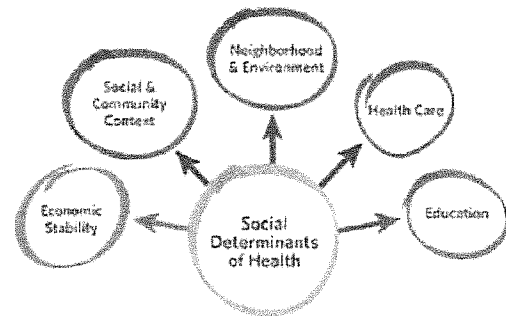 Neighborhood
& Environment
Social &
Community
Context
Health Care
Economic
Stability
Education
Social
Determinants
of Health